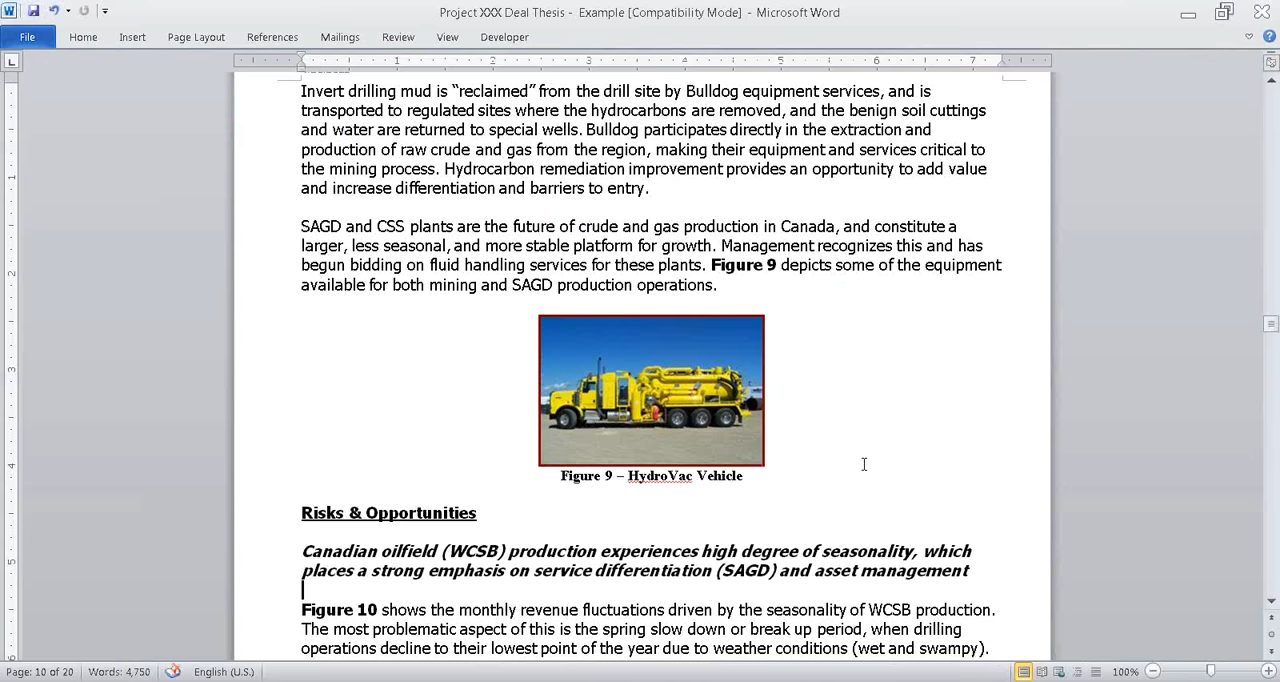 Project XXX Deal Thesis - Example [Compatibility Mode] - Microsoft Word
File Home Insert Page Layout References Mailings Review View Developer
1 2 3 4 5 6 7
Invert drilling mud is “reclaimed” from the drill site by Bulldog equipment services, and is
transported to regulated sites where the hydrocarbons are removed, and the benign soil cuttings
and water are returned to special wells. Bulldog participates directly in the extraction and
production of raw crude and gas from the region, making their equipment and services critical to
the mining process. Hydrocarbon remediation improvement provides an opportunity to add value
and increase differentiation and barriers to entry.
SAGD and CSS plants are the future of crude and gas production in Canada, and constitute a
larger, less seasonal, and more stable platform for growth. Management recognizes this and has
begun bidding on fluid handling services for these plants. Figure 9 depicts some of the equipment
available for both mining and SAGD production operations.
Figure 9 – HydroVac Vehicle
Risks & Opportunities
Canadian oilfield (WCSB) production experiences high degree of seasonality, which
places a strong emphasis on service differentiation (SAGD) and asset management
Figure 10 shows the monthly revenue fluctuations driven by the seasonality of WCSB production.
The most problematic aspect of this is the spring slow down or break up period, when drilling
operations decline to their lowest point of the year due to weather conditions (wet and swampy).
Page: 10 of 20 Words: 4,750 English (U.S.) 100%